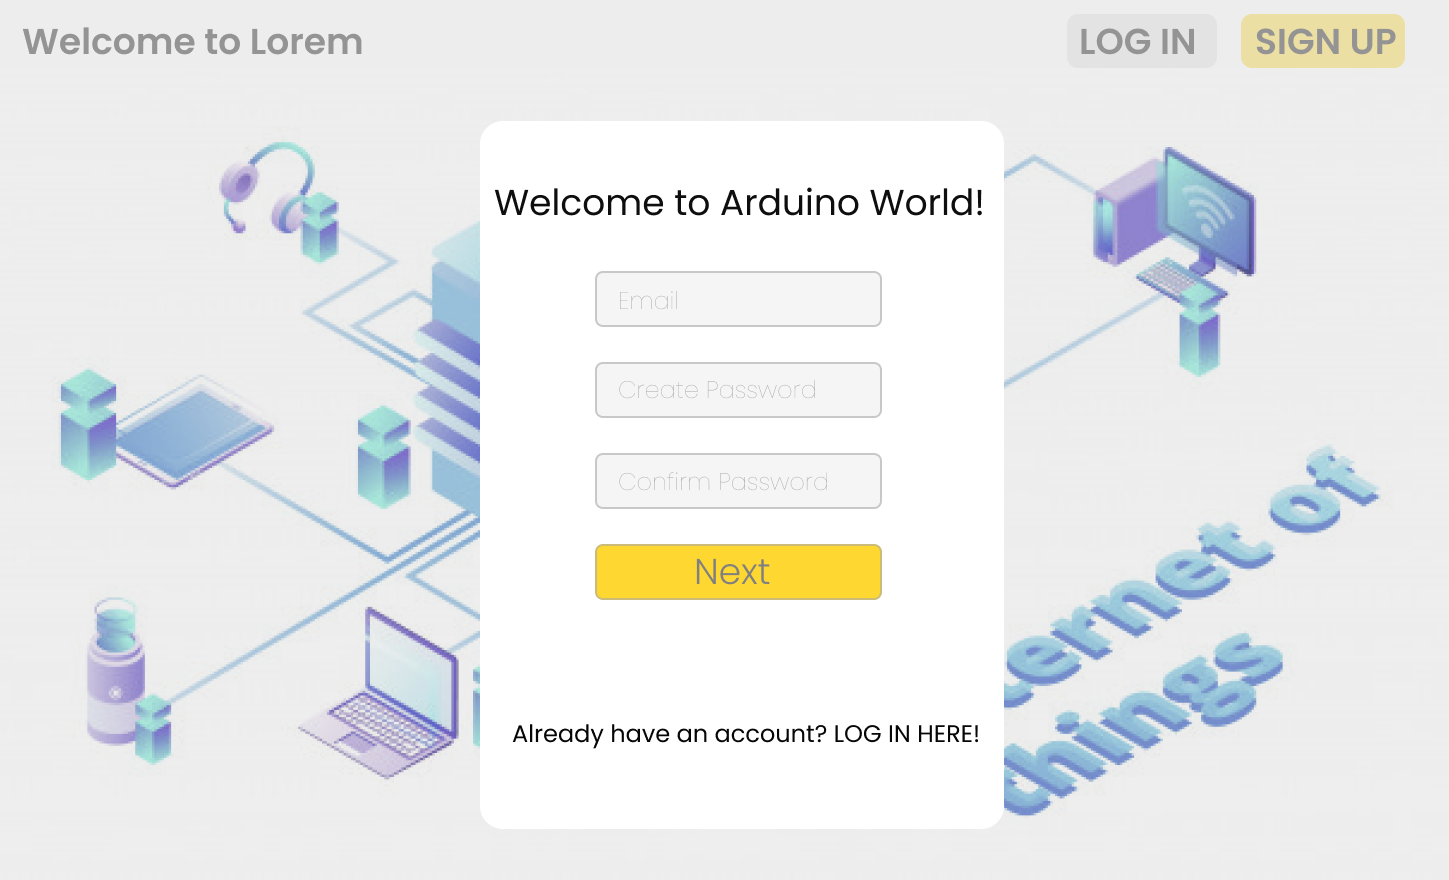 Welcome to Lorem
LOG IN
SIGN UP
Welcome to Arduino World!
Email
Create Password
Confirm Password
Next
Already have an account? LOG IN HERE!
ternet of
things